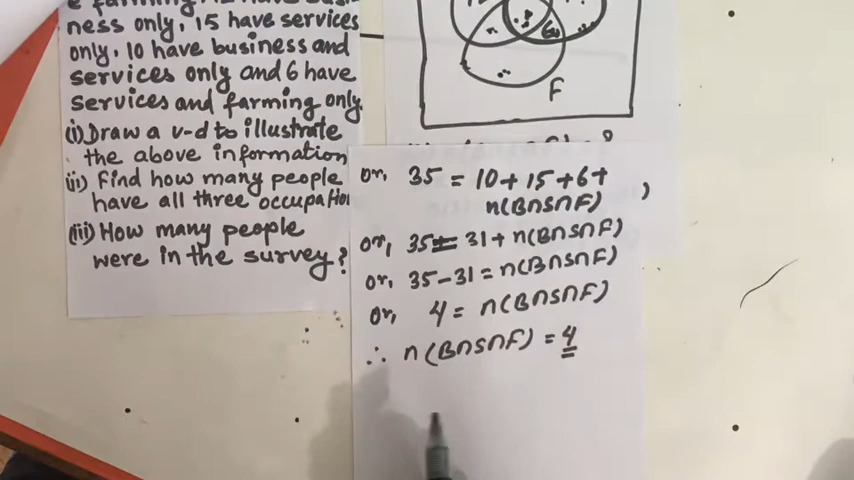 ness only, 15 have services
only, 10 have business and
services only and 6 have
services and farming only.
(i) Draw a v-d to illustrate
the above information
(ii) Find how many people
have all three occupation
(iii) How many people
were in the survey?
60
F
or, 35 = 10+15+6+
n(B∩S∩F)
or, 35 = 31 + n(B∩S∩F)
or, 35-31 = n(B∩S∩F)
or, 4 = n(B∩S∩F)
∴ n(B∩S∩F) = 4